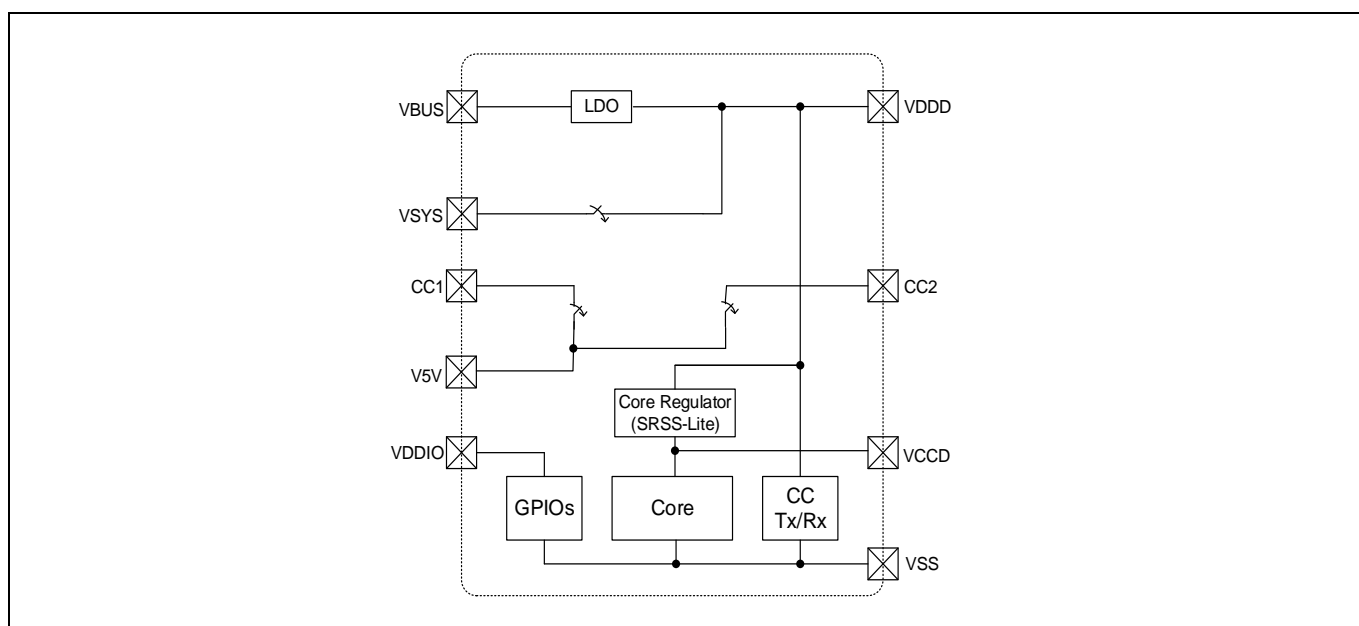 VBUS
LDO
VDDD
VSYS
CC1
CC2
V5V
Core Regulator
(SRSS-Lite)
VDDIO
VCCD
GPIOs
Core
CC
Tx/Rx
VSS